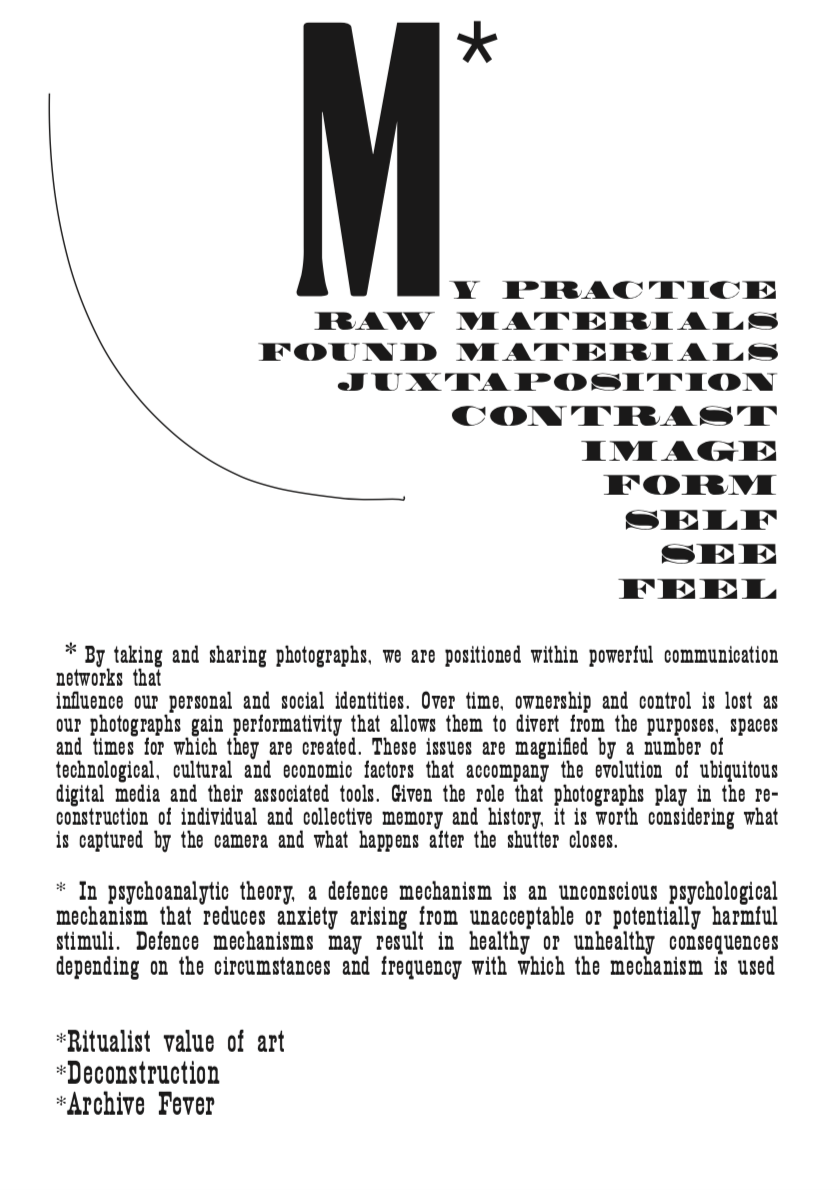 M*
Y PRACTICE
RAW MATERIALS
FOUND MATERIALS
JUXTAPOSITION
CONTRAST
IMAGE
FORM
SELF
SEE
FEEL
* By taking and sharing photographs, we are positioned within powerful communication
networks that
influence our personal and social identities. Over time, ownership and control is lost as
our photographs gain performativity that allows them to divert from the purposes, spaces
and times for which they are created. These issues are magnified by a number of
technological, cultural and economic factors that accompany the evolution of ubiquitous
digital media and their associated tools. Given the role that photographs play in the re-
construction of individual and collective memory and history, it is worth considering what
is captured by the camera and what happens after the shutter closes.
* In psychoanalytic theory, a defence mechanism is an unconscious psychological
mechanism that reduces anxiety arising from unacceptable or potentially harmful
stimuli. Defence mechanisms may result in healthy or unhealthy consequences
depending on the circumstances and frequency with which the mechanism is used
*Ritualist value of art
*Deconstruction
*Archive Fever